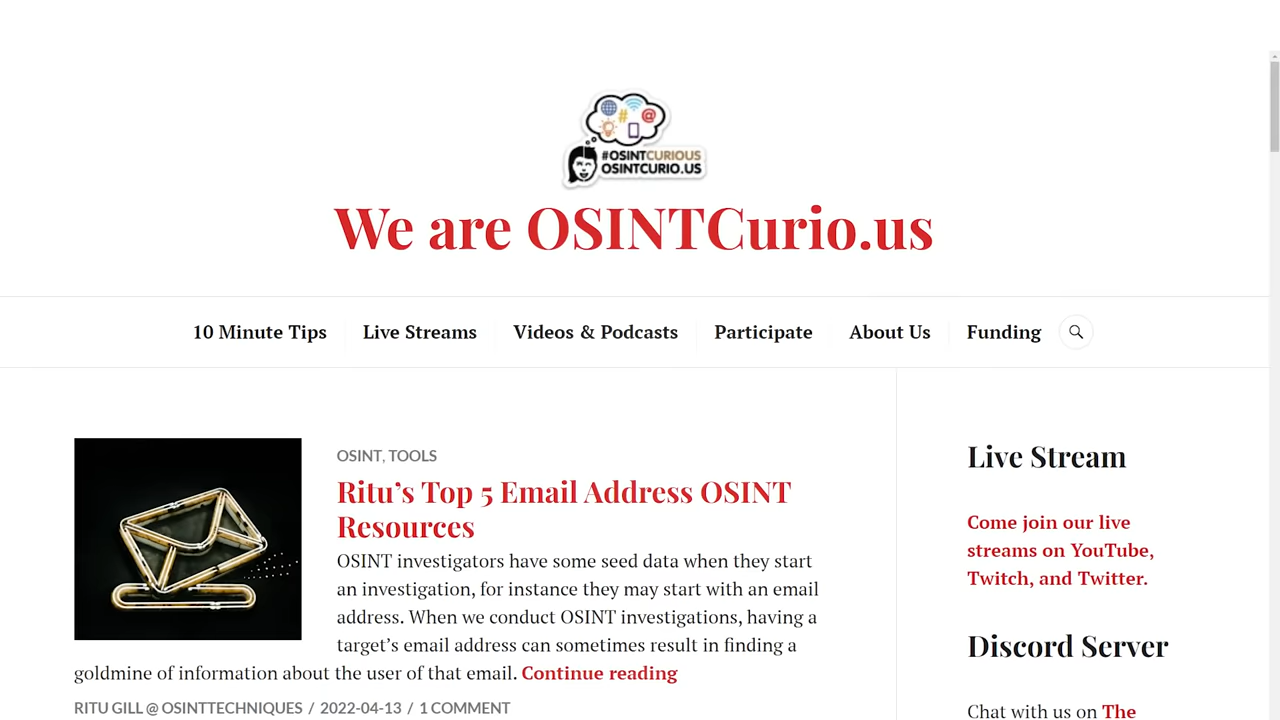 #OSINTCURIOUS
OSINTCURIO.US
We are OSINTCurio.us
10 Minute Tips
Live Streams
Videos & Podcasts
Participate
About Us
Funding
OSINT, TOOLS
Ritu's Top 5 Email Address OSINT
Resources
OSINT investigators have some seed data when they start
an investigation, for instance they may start with an email
address. When we conduct OSINT investigations, having a
target's email address can sometimes result in finding a
goldmine of information about the user of that email. Continue reading
RITU GILL @ OSINTTECHNIQUES / 2022-04-13 / 1 COMMENT
Live Stream
Come join our live
streams on YouTube,
Twitch, and Twitter.
Discord Server
Chat with us on The